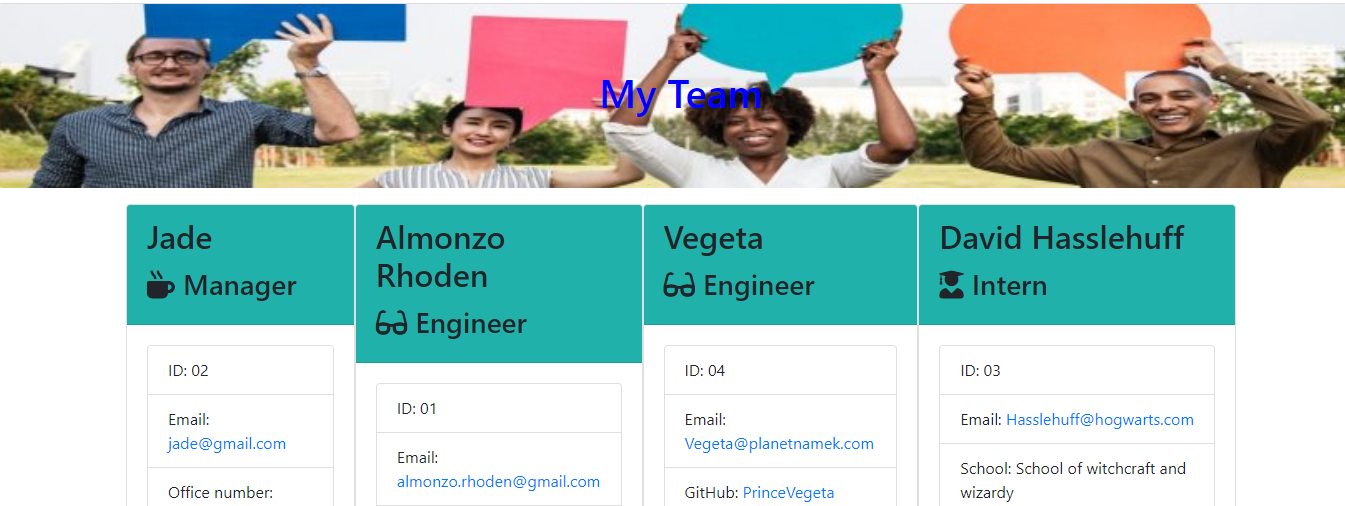 My Team
Jade
Manager
ID: 02
Email:
jade@gmail.com
Office number:
Almonzo
Rhoden
Engineer
ID: 01
Email:
almonzo.rhoden@gmail.com
Vegeta
Engineer
ID: 04
Email:
Vegeta@planetnamek.com
GitHub: PrinceVegeta
David Hasslehuff
Intern
ID: 03
Email: Hasslehuff@hogwarts.com
School: School of witchcraft and
wizardy